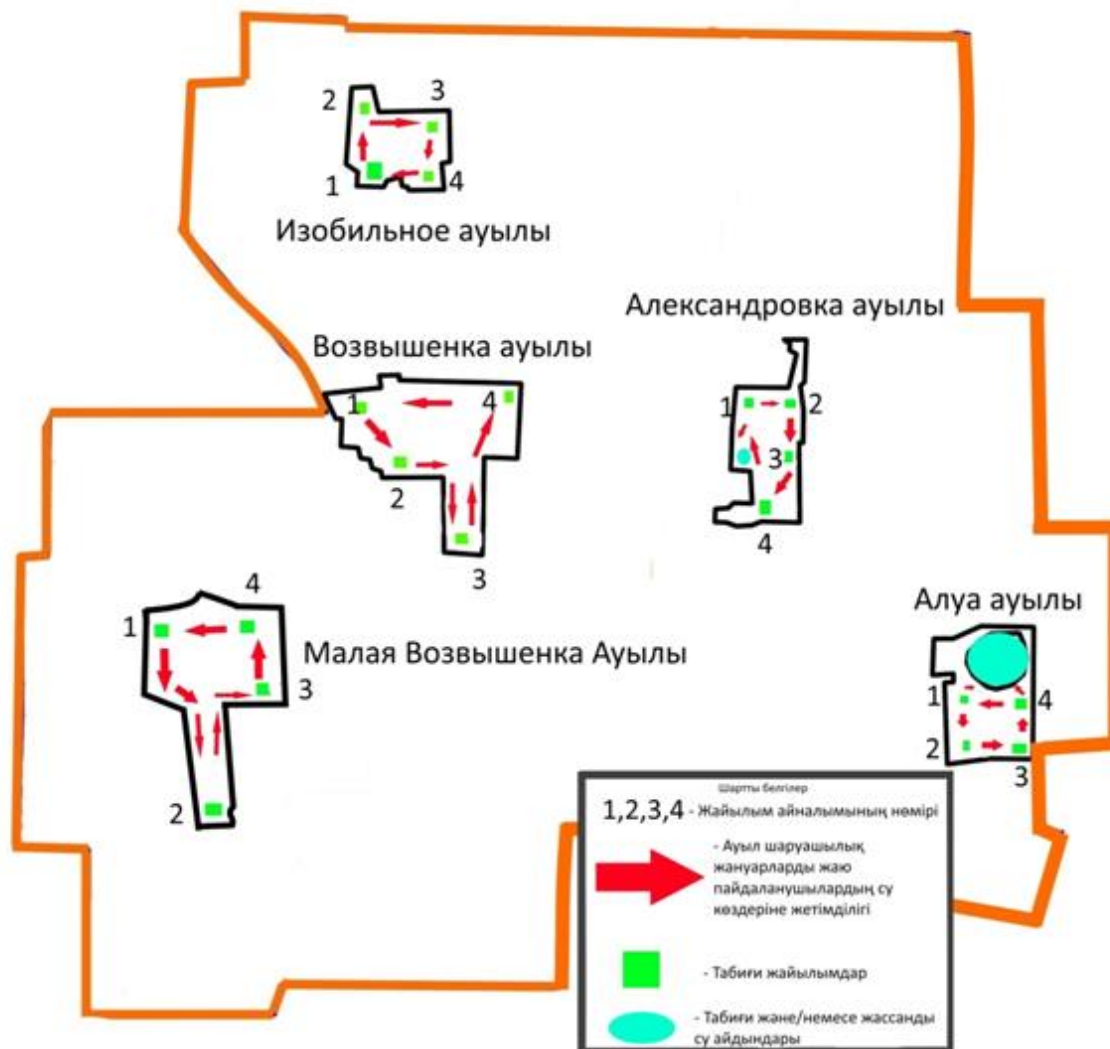 2
3
1
4
Изобильное ауылы
Александровка ауылы
Возвышенка ауылы
1
4
2
3
1
2
3
4
Алуа ауылы
1
4
2
3
4
1
Малая Возвышенка Ауылы
3
2
Шартты белгілер
1,2,3,4 - Жайылым айналымының нөмірі
- Ауыл шаруашылық
жануарларды жаю
пайдаланушылардың су
көздеріне жетімділігі
- Табиғи жайылымдар
- Табиғи және/немесе жассанды
су айдындары